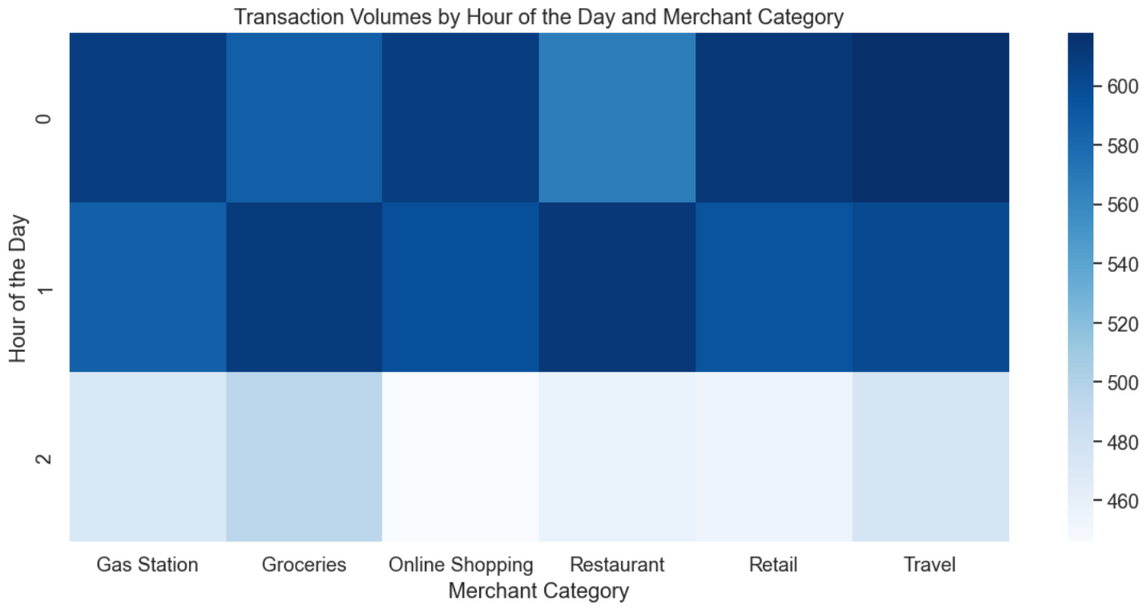 Transaction Volumes by Hour of the Day and Merchant Category
Hour of the Day
0
1
2
Gas Station Groceries Online Shopping Restaurant Retail Travel
Merchant Category
600
580
560
540
520
500
480
460